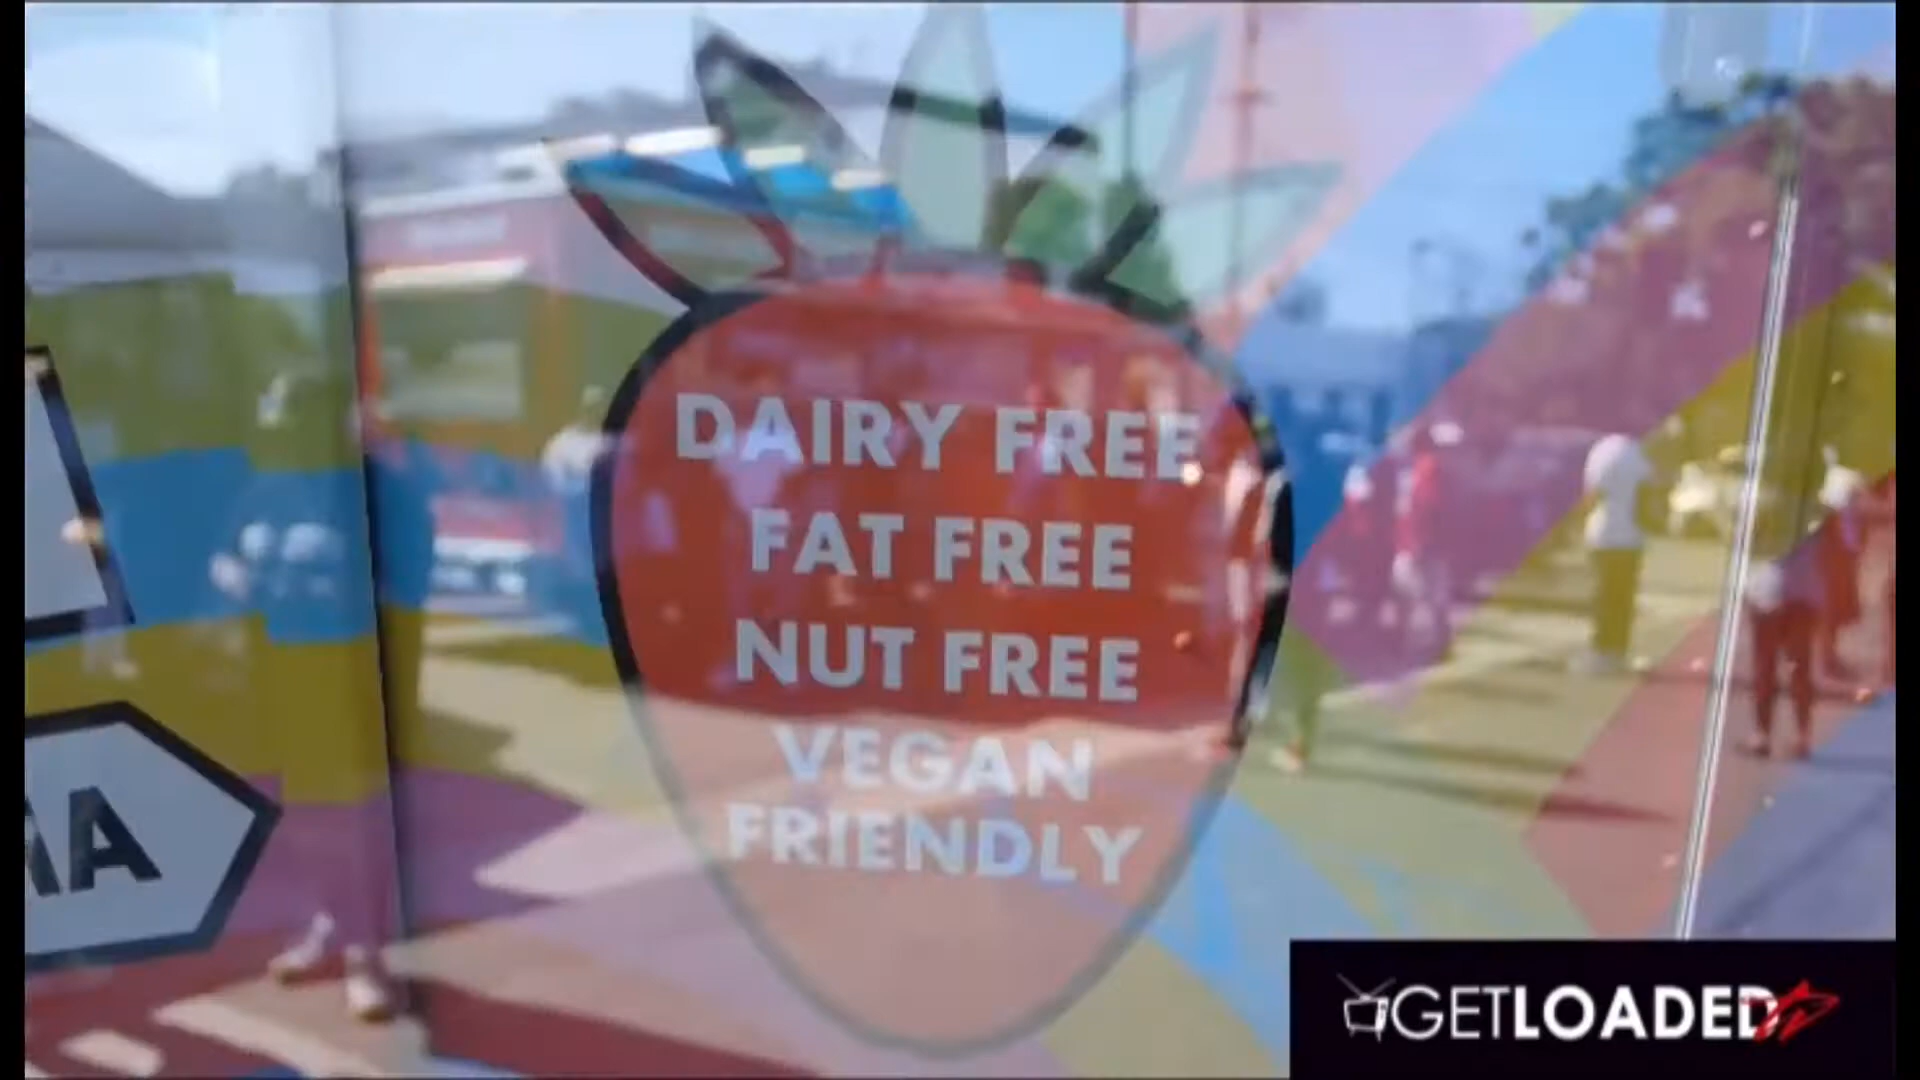 DAIRY FREE
FAT FREE
NUT FREE
VEGAN
FRIENDLY
GETLOADED